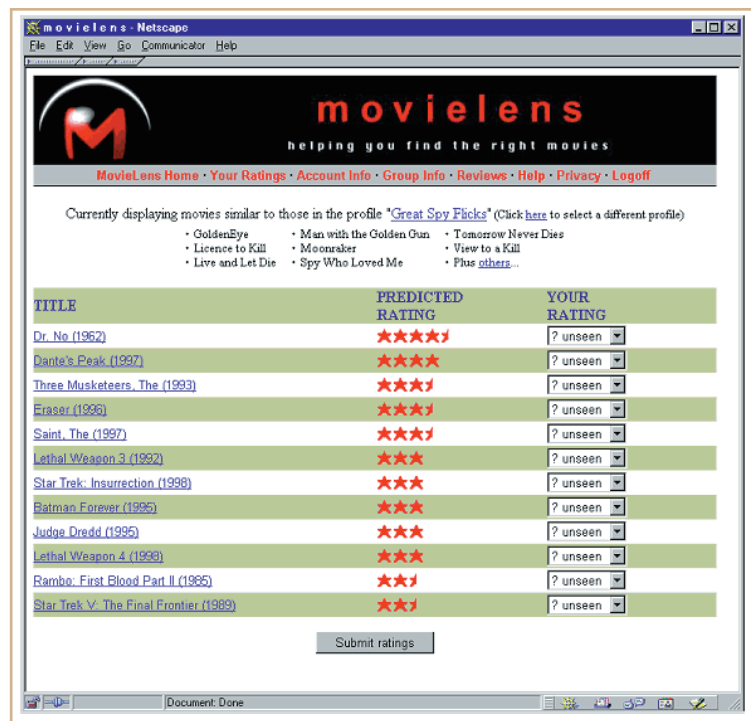 movielens - Netscape
File Edit View Go Communicator Help
M movielens
helping you find the right movies
MovieLens Home · Your Ratings · Account Info · Group Info · Reviews · Help · Privacy · Logoff
Currently displaying movies similar to those in the profile "Great Spy Flicks" (Click here to select a different profile)
· GoldenEye · Man with the Golden Gun · Tomorrow Never Dies
· Licence to Kill · Moonraker · View to a Kill
· Live and Let Die · Spy Who Loved Me · Plus others...
TITLE PREDICTED RATING YOUR RATING
Dr. No (1962) ? unseen
Dante's Peak (1997) ? unseen
Three Musketeers, The (1993) ? unseen
Eraser (1996) ? unseen
Saint, The (1997) ? unseen
Lethal Weapon 3 (1992) ? unseen
Star Trek: Insurrection (1998) ? unseen
Batman Forever (1995) ? unseen
Judge Dredd (1995) ? unseen
Lethal Weapon 4 (1998) ? unseen
Rambo: First Blood Part II (1985) ? unseen
Star Trek V: The Final Frontier (1989) ? unseen
Submit ratings
Document: Done